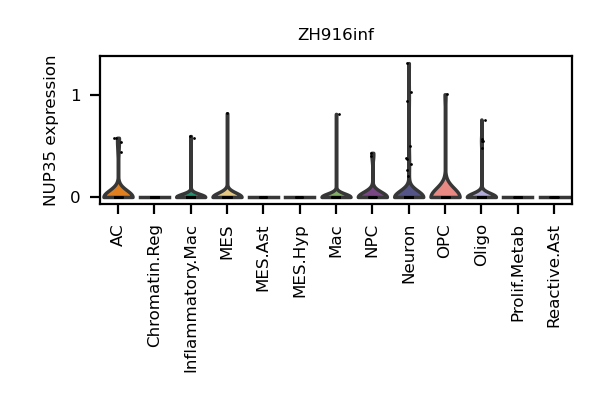 ZH916inf
NUP35 expression
1
0
AC
Chromatin.Reg
Inflammatory.Mac
MES
MES.Ast
MES.Hyp
Mac
NPC
Neuron
OPC
Oligo
Prolif.Metab
Reactive.Ast